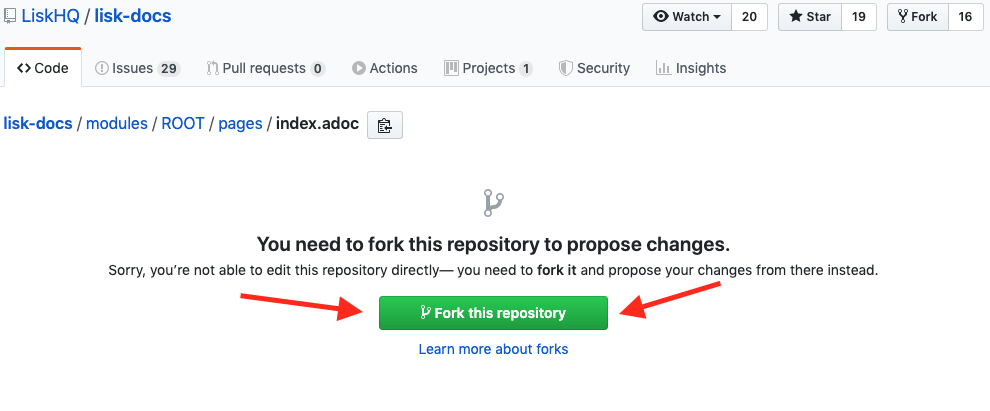 LiskHQ / lisk-docs
Watch 20 Star 19 Fork 16
Code Issues 29 Pull requests 0 Actions Projects 1 Security Insights
lisk-docs / modules / ROOT / pages / index.adoc
You need to fork this repository to propose changes.
Sorry, you’re not able to edit this repository directly— you need to fork it and propose your changes from there instead.
Fork this repository
Learn more about forks